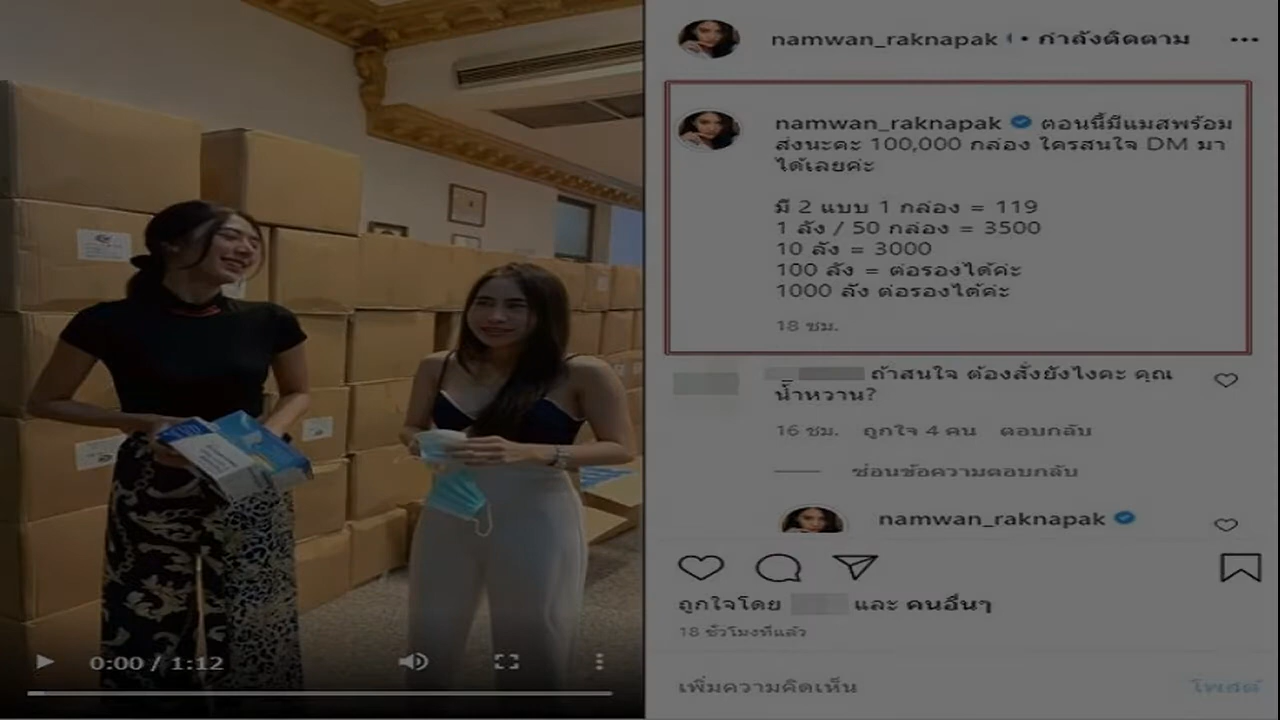 namwan_raknapak • กำลังติดตาม •••
namwan_raknapak ตอนนี้มีแมสพร้อม
ส่งนะคะ 100,000 กล่อง ใครสนใจ DM มา
ได้เลยค่ะ
มี 2 แบบ 1 กล่อง = 119
1 ลัง / 50 กล่อง = 3500
10 ลัง = 3000
100 ลัง = ต่อรองได้ค่ะ
1000 ลัง ต่อรองได้ค่ะ
18 ชม.
ถ้าสนใจ ต้องสั่งยังไงคะ คุณ
น้ำหวาน?
16 ชม. ถูกใจ 4 คน ตอบกลับ
ซ่อนข้อความตอบกลับ
namwan_raknapak
ถูกใจโดย และ คนอื่นๆ
18 ชั่วโมงที่แล้ว
เพิ่มความคิดเห็น โพสต์
0:00 / 1:12